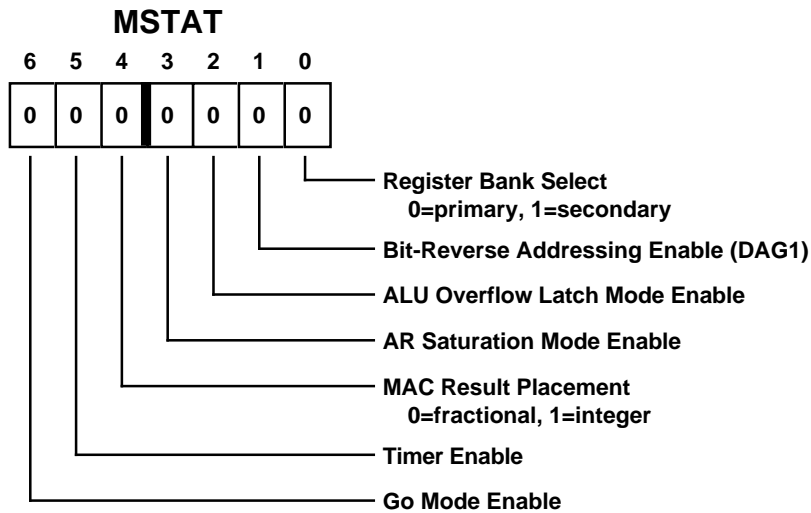 MSTAT
6 5 4 3 2 1 0
0 0 0 0 0 0 0
Register Bank Select
0=primary, 1=secondary
Bit-Reverse Addressing Enable (DAG1)
ALU Overflow Latch Mode Enable
AR Saturation Mode Enable
MAC Result Placement
0=fractional, 1=integer
Timer Enable
Go Mode Enable